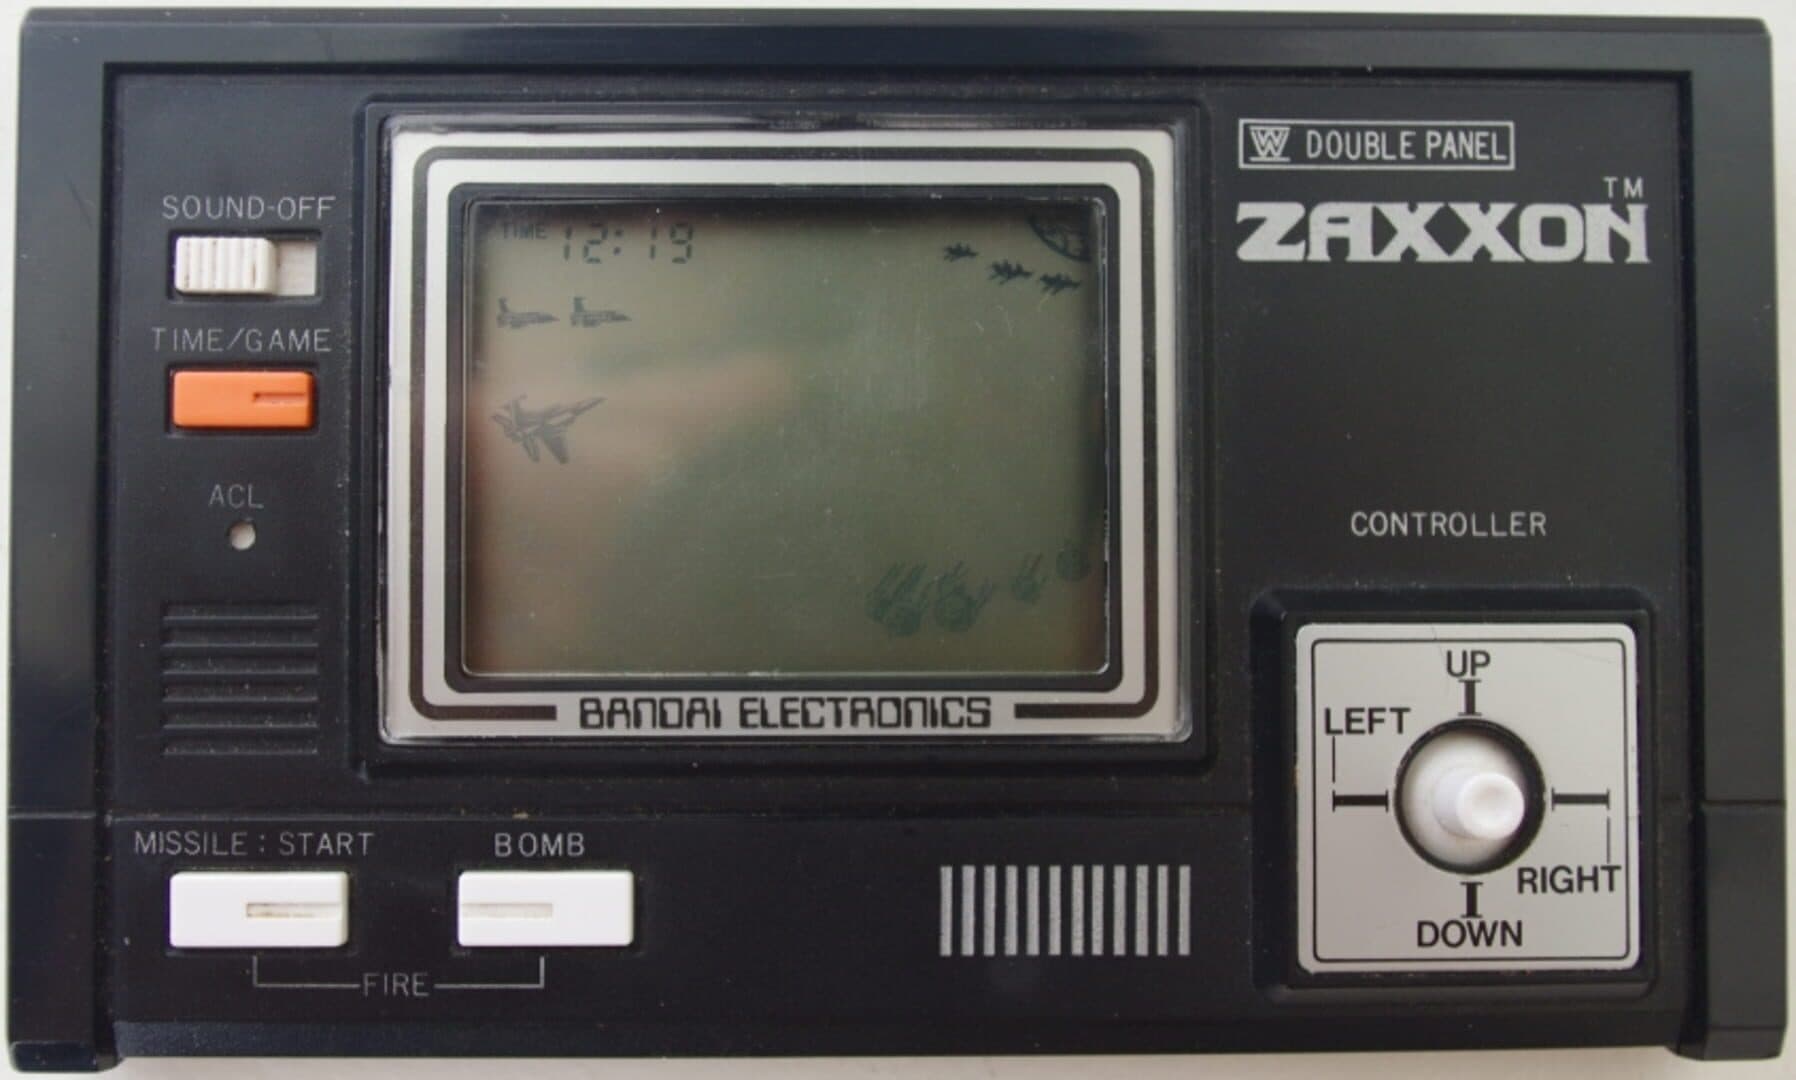 W DOUBLE PANEL
ZAXXON TM
SOUND-OFF
TIME 12:19
TIME/GAME
ACL
CONTROLLER
BANDAI ELECTRONICS
UP
LEFT
RIGHT
DOWN
MISSILE : START
BOMB
FIRE